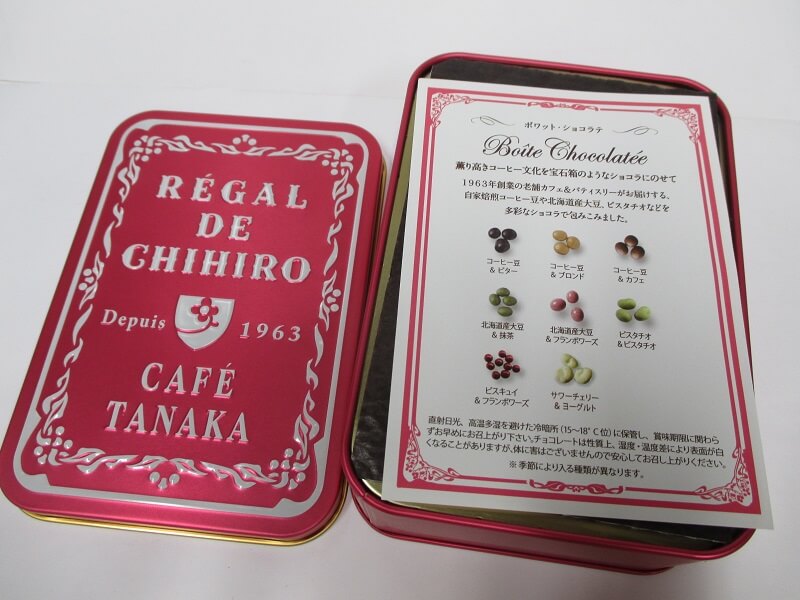 RÉGAL
DE
CHIHIRO
Depuis 1963
CAFÉ
TANAKA
ボワット・ショコラテ
Boîte Chocolatée
薫り高きコーヒー文化を宝石箱のようなショコラにのせて
1963年創業の老舗カフェ&パティスリーがお届けする、
自家焙煎コーヒー豆や北海道産大豆、ピスタチオなどを
多彩なショコラで包みこみました。
コーヒー豆
&ビター
コーヒー豆
&ブロンド
コーヒー豆
&カフェ
北海道産大豆
&抹茶
北海道産大豆
&フランボワーズ
ピスタチオ
&ピスタチオ
ビスキュイ
&フランボワーズ
サワーチェリー
&ヨーグルト
直射日光、高温多湿を避けた冷暗所(15〜18°C位)に保管し、賞味期限に関わら
ずお早めにお召上がり下さい。チョコレートは性質上、湿度・温度差により表面が白
くなることがありますが、体に害はございませんので安心してお召し上がりください。
※季節により入る種類が異なります。